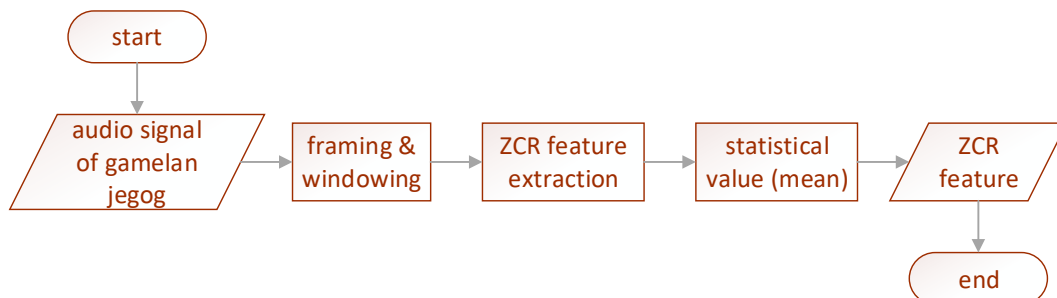 start
audio signal
of gamelan
jegog
framing &
windowing
ZCR feature
extraction
statistical
value (mean)
ZCR
feature
end